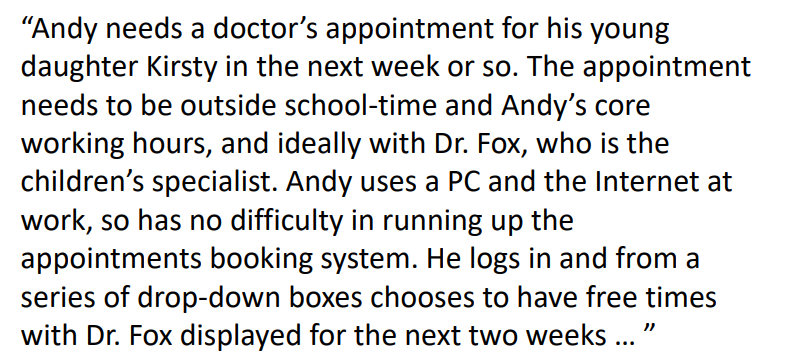 “Andy needs a doctor’s appointment for his young
daughter Kirsty in the next week or so. The appointment
needs to be outside school-time and Andy’s core
working hours, and ideally with Dr. Fox, who is the
children’s specialist. Andy uses a PC and the Internet at
work, so has no difficulty in running up the
appointments booking system. He logs in and from a
series of drop-down boxes chooses to have free times
with Dr. Fox displayed for the next two weeks … ”